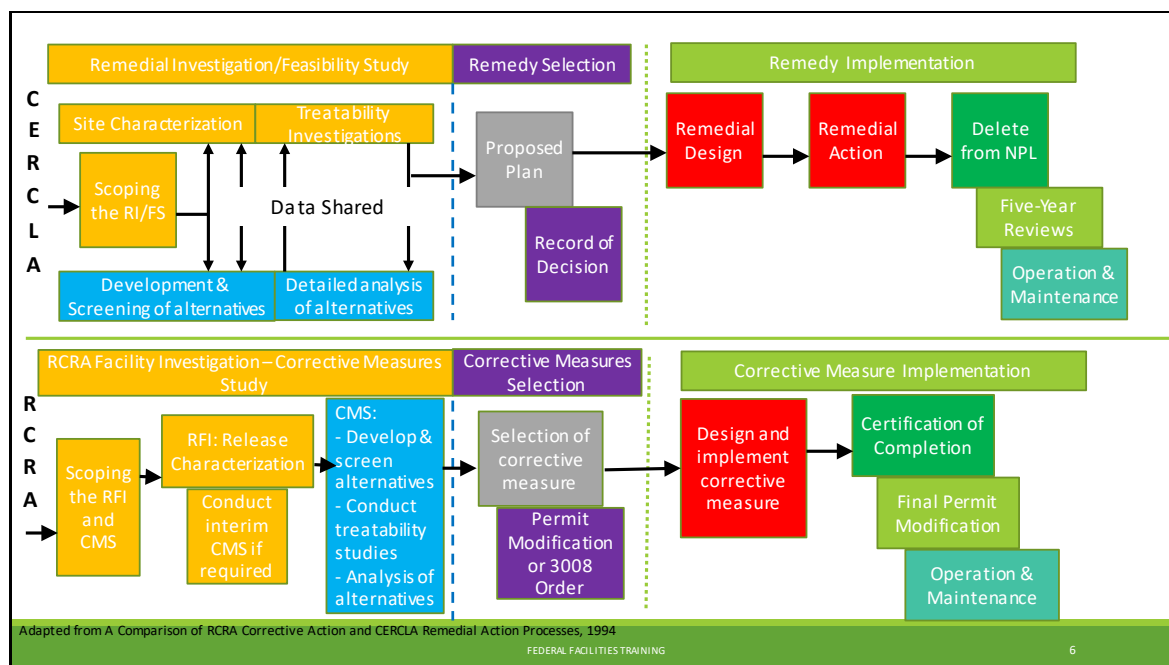 Remedial Investigation/Feasibility Study
Remedy Selection
Remedy Implementation
C
E
R
C
L
A
Site Characterization
Treatability
Investigations
Scoping
the RI/FS
Data Shared
Development &
Screening of alternatives
Detailed analysis
of alternatives
Proposed
Plan
Record of
Decision
Remedial
Design
Remedial
Action
Delete
from NPL
Five-Year
Reviews
Operation &
Maintenance
RCRA Facility Investigation – Corrective Measures
Study
Corrective Measures
Selection
Corrective Measure Implementation
R
C
R
A
Scoping
the RFI
and
CMS
RFI: Release
Characterization
Conduct
interim
CMS if
required
CMS:
- Develop &
screen
alternatives
- Conduct
treatability
studies
- Analysis of
alternatives
Selection of
corrective
measure
Permit
Modification
or 3008
Order
Design and
implement
corrective
measure
Certification of
Completion
Final Permit
Modification
Operation &
Maintenance
Adapted from A Comparison of RCRA Corrective Action and CERCLA Remedial Action Processes, 1994
FEDERAL FACILITIES TRAINING
6